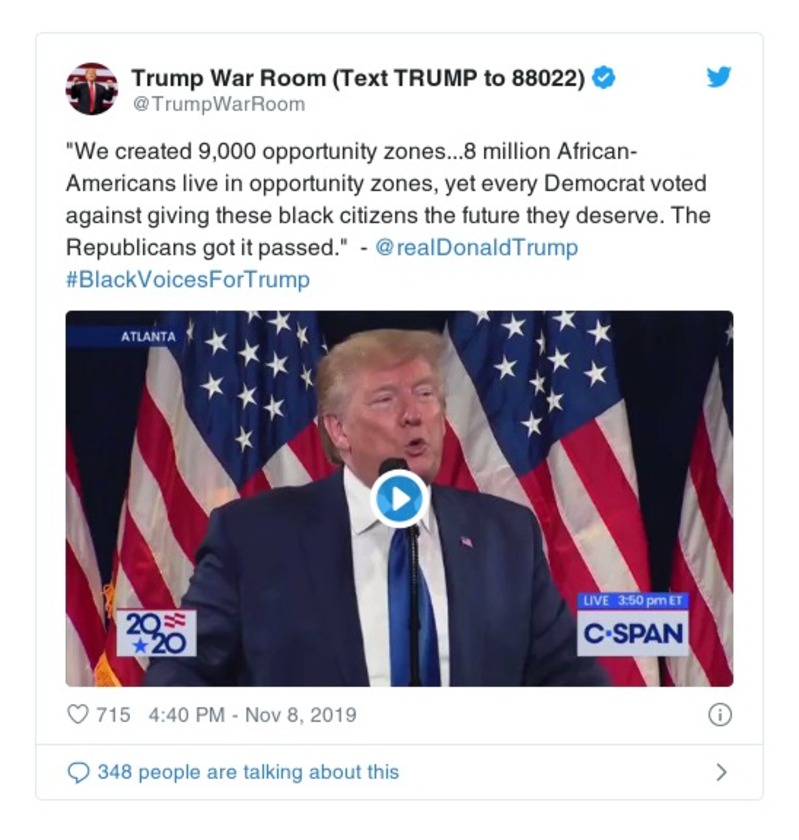 Trump War Room (Text TRUMP to 88022)
@TrumpWarRoom
"We created 9,000 opportunity zones...8 million African-
Americans live in opportunity zones, yet every Democrat voted
against giving these black citizens the future they deserve. The
Republicans got it passed."  - @realDonaldTrump
#BlackVoicesForTrump
ATLANTA
2020
LIVE 3:50 pm ET
C-SPAN
715 4:40 PM - Nov 8, 2019
348 people are talking about this